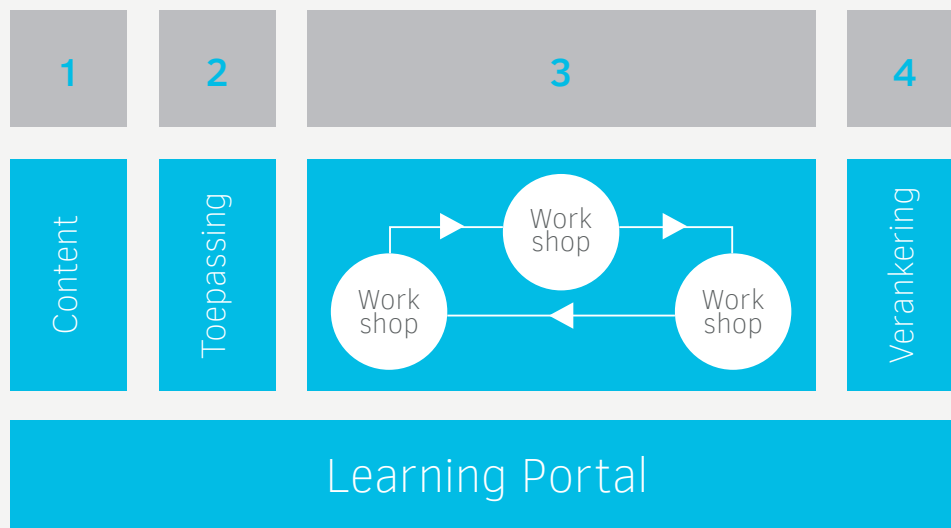 1
2
3
4
Content
Toepassing
Work
shop
Work
shop
Work
shop
Verankering
Learning Portal